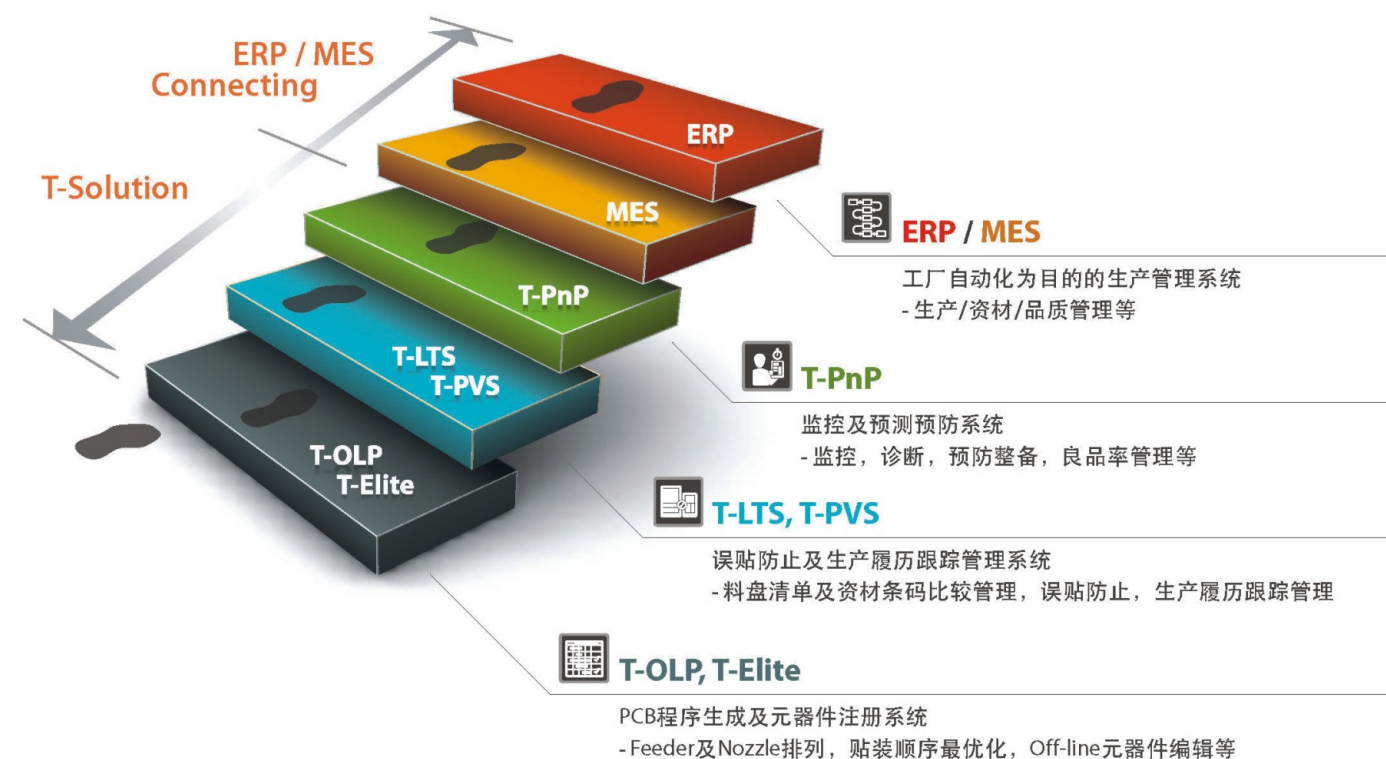 ERP / MES
Connecting
T-Solution
ERP
MES
T-PnP
T-LTS
T-PVS
T-OLP
T-Elite
ERP / MES
工厂自动化为目的的生产管理系统
- 生产/资材/品质管理等
T-PnP
监控及预测预防系统
- 监控，诊断，预防整备，良品率管理等
T-LTS, T-PVS
误贴防止及生产履历跟踪管理系统
- 料盘清单及资材条码比较管理，误贴防止，生产履历跟踪管理
T-OLP, T-Elite
PCB程序生成及元器件注册系统
- Feeder及Nozzle排列，贴装顺序最优化，Off-line元器件编辑等